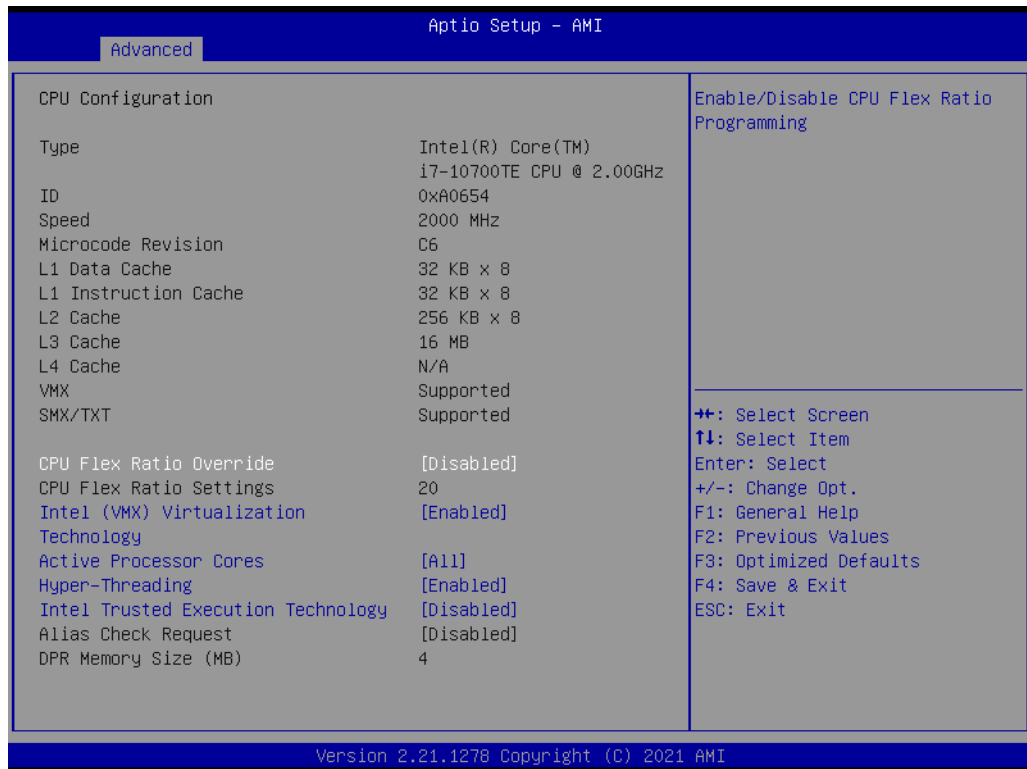 Aptio Setup – AMI
Advanced
CPU Configuration
Type Intel(R) Core(TM)
i7-10700TE CPU @ 2.00GHz
ID 0xA0654
Speed 2000 MHz
Microcode Revision C6
L1 Data Cache 32 KB x 8
L1 Instruction Cache 32 KB x 8
L2 Cache 256 KB x 8
L3 Cache 16 MB
L4 Cache N/A
VMX Supported
SMX/TXT Supported
CPU Flex Ratio Override [Disabled]
CPU Flex Ratio Settings 20
Intel (VMX) Virtualization [Enabled]
Technology
Active Processor Cores [All]
Hyper-Threading [Enabled]
Intel Trusted Execution Technology [Disabled]
Alias Check Request [Disabled]
DPR Memory Size (MB) 4
Enable/Disable CPU Flex Ratio
Programming
→←: Select Screen
↑↓: Select Item
Enter: Select
+/-: Change Opt.
F1: General Help
F2: Previous Values
F3: Optimized Defaults
F4: Save & Exit
ESC: Exit
Version 2.21.1278 Copyright (C) 2021 AMI